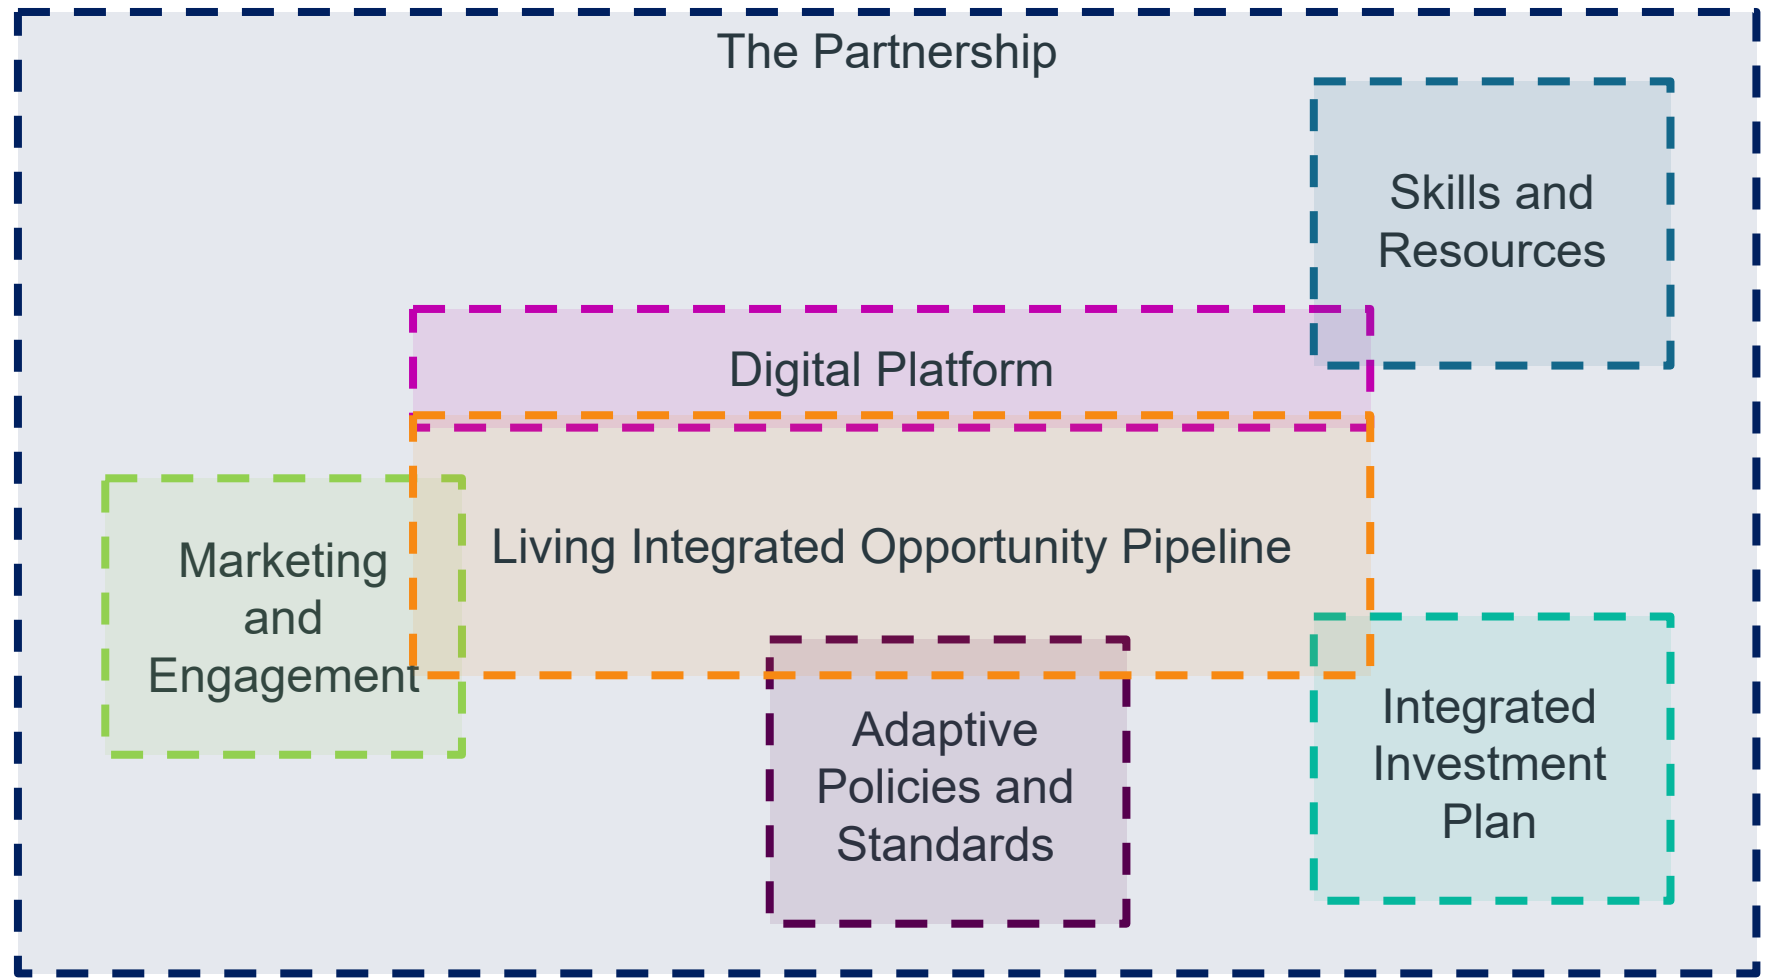 The Partnership
Skills and
Resources
Digital Platform
Living Integrated Opportunity Pipeline
Marketing
and
Engagement
Adaptive
Policies and
Standards
Integrated
Investment
Plan